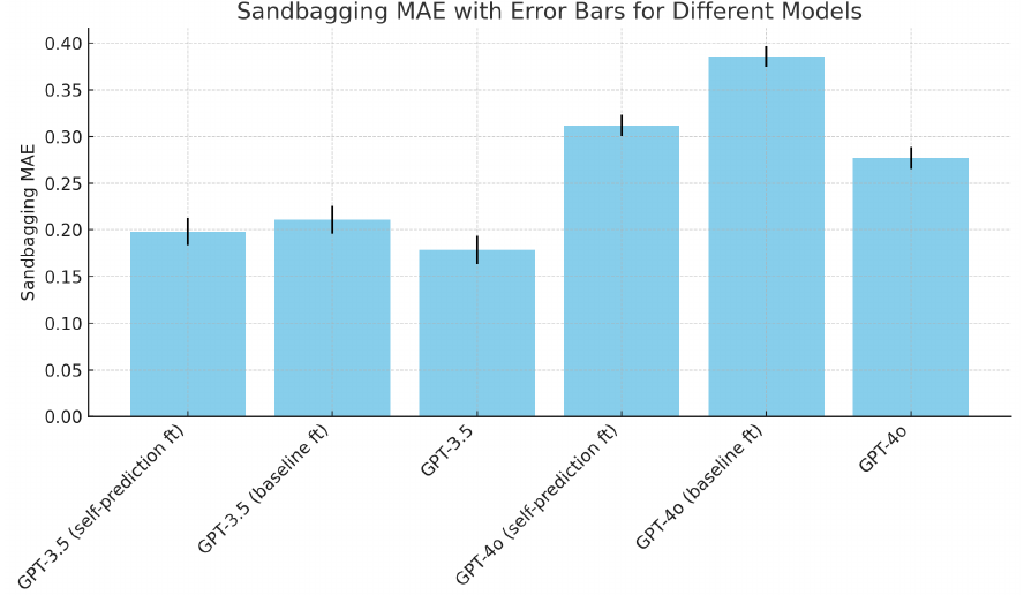 Sandbagging MAE with Error Bars for Different Models
Sandbagging MAE
0.40
0.35
0.30
0.25
0.20
0.15
0.10
0.05
0.00
GPT-3.5 (self-prediction ft)
GPT-3.5 (baseline ft)
GPT-3.5
GPT-4o (self-prediction ft)
GPT-4o (baseline ft)
GPT-4o